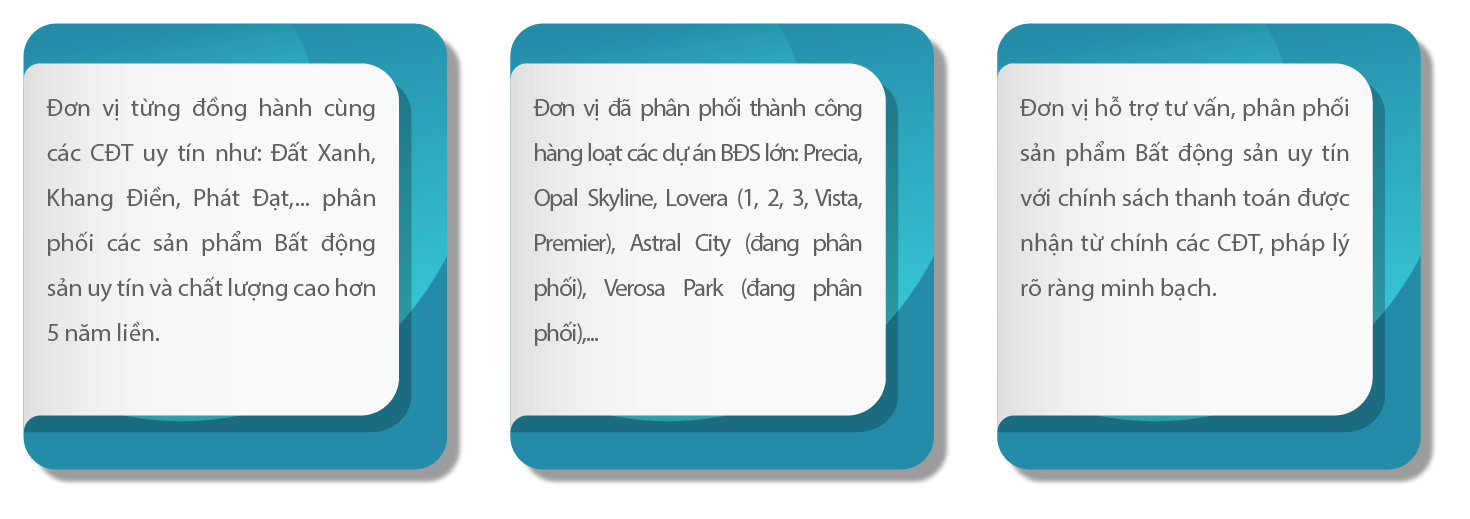 Đơn vị từng đồng hành cùng
các CĐT uy tín như: Đất Xanh,
Khang Điền, Phát Đạt,... phân
phối các sản phẩm Bất động
sản uy tín và chất lượng cao hơn
5 năm liền.
Đơn vị đã phân phối thành công
hàng loạt các dự án BĐS lớn: Precia,
Opal Skyline, Lovera (1, 2, 3, Vista,
Premier), Astral City (đang phân
phối), Verosa Park (đang phân
phối),...
Đơn vị hỗ trợ tư vấn, phân phối
sản phẩm Bất động sản uy tín
với chính sách thanh toán được
nhận từ chính các CĐT, pháp lý
rõ ràng minh bạch.